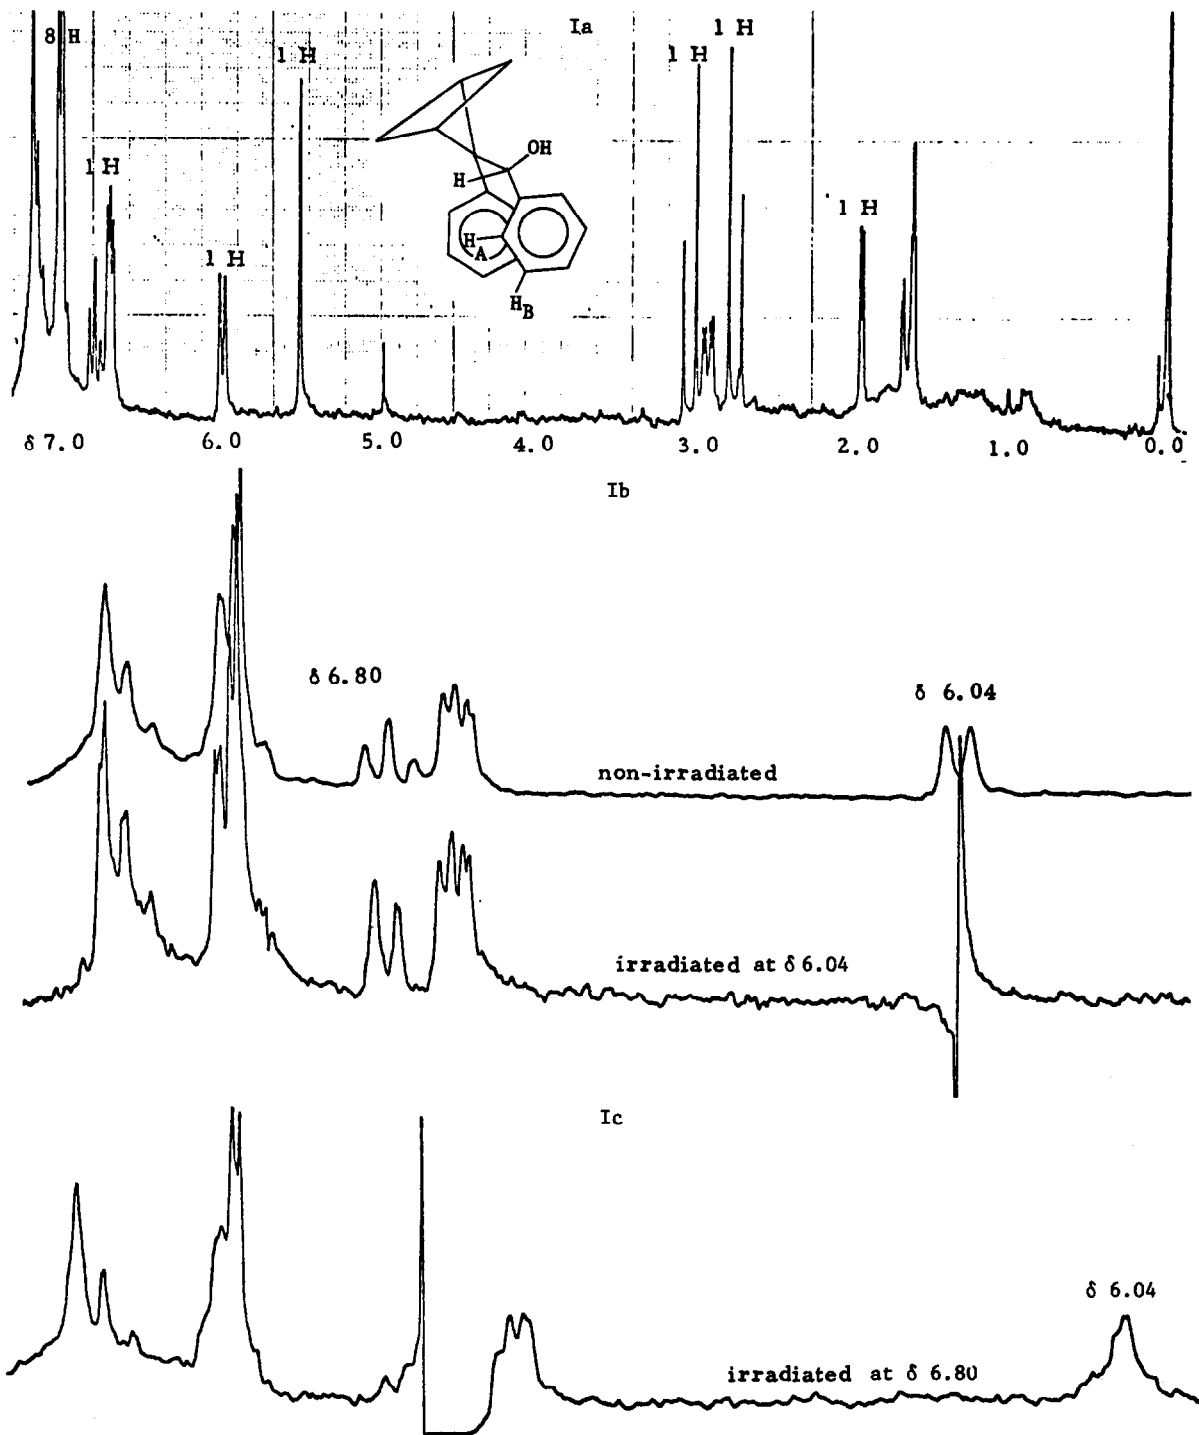 Ia
8 H
1 H
1 H
1 H
1 H
1 H
1 H
OH
H
H
A
H
B
δ 7.0
6.0
5.0
4.0
3.0
2.0
1.0
0.0
Ib
δ 6.80
δ 6.04
non-irradiated
irradiated at δ 6.04
Ic
δ 6.04
irradiated at δ 6.80